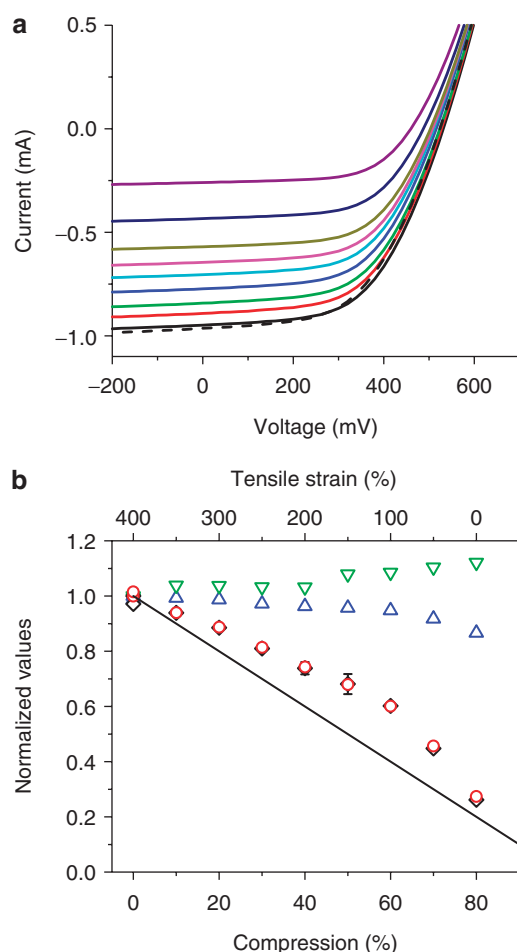 a
0.5
0.0
−0.5
−1.0
Current (mA)
−200 0 200 400 600
Voltage (mV)
b
Tensile strain (%)
400 300 200 100 0
1.2
1.0
0.8
0.6
0.4
0.2
0.0
Normalized values
0 20 40 60 80
Compression (%)